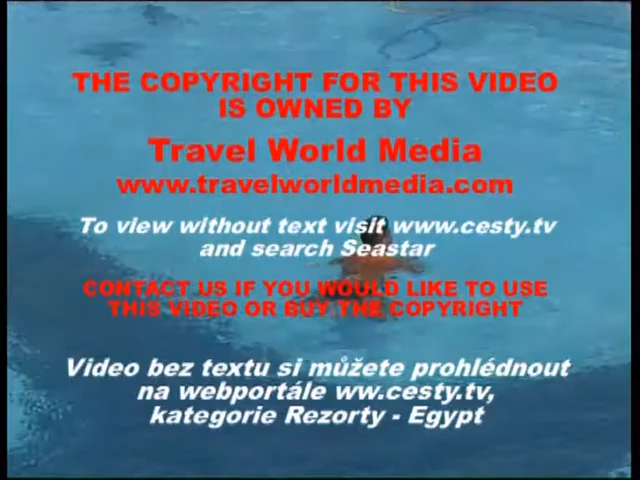 THE COPYRIGHT FOR THIS VIDEO
IS OWNED BY
Travel World Media
www.travelworldmedia.com
To view without text visit www.cesty.tv
and search Seastar
CONTACT US IF YOU WOULD LIKE TO USE
THIS VIDEO OR BUY THE COPYRIGHT
Video bez textu si můžete prohlédnout
na webportále ww.cesty.tv,
kategorie Rezorty - Egypt